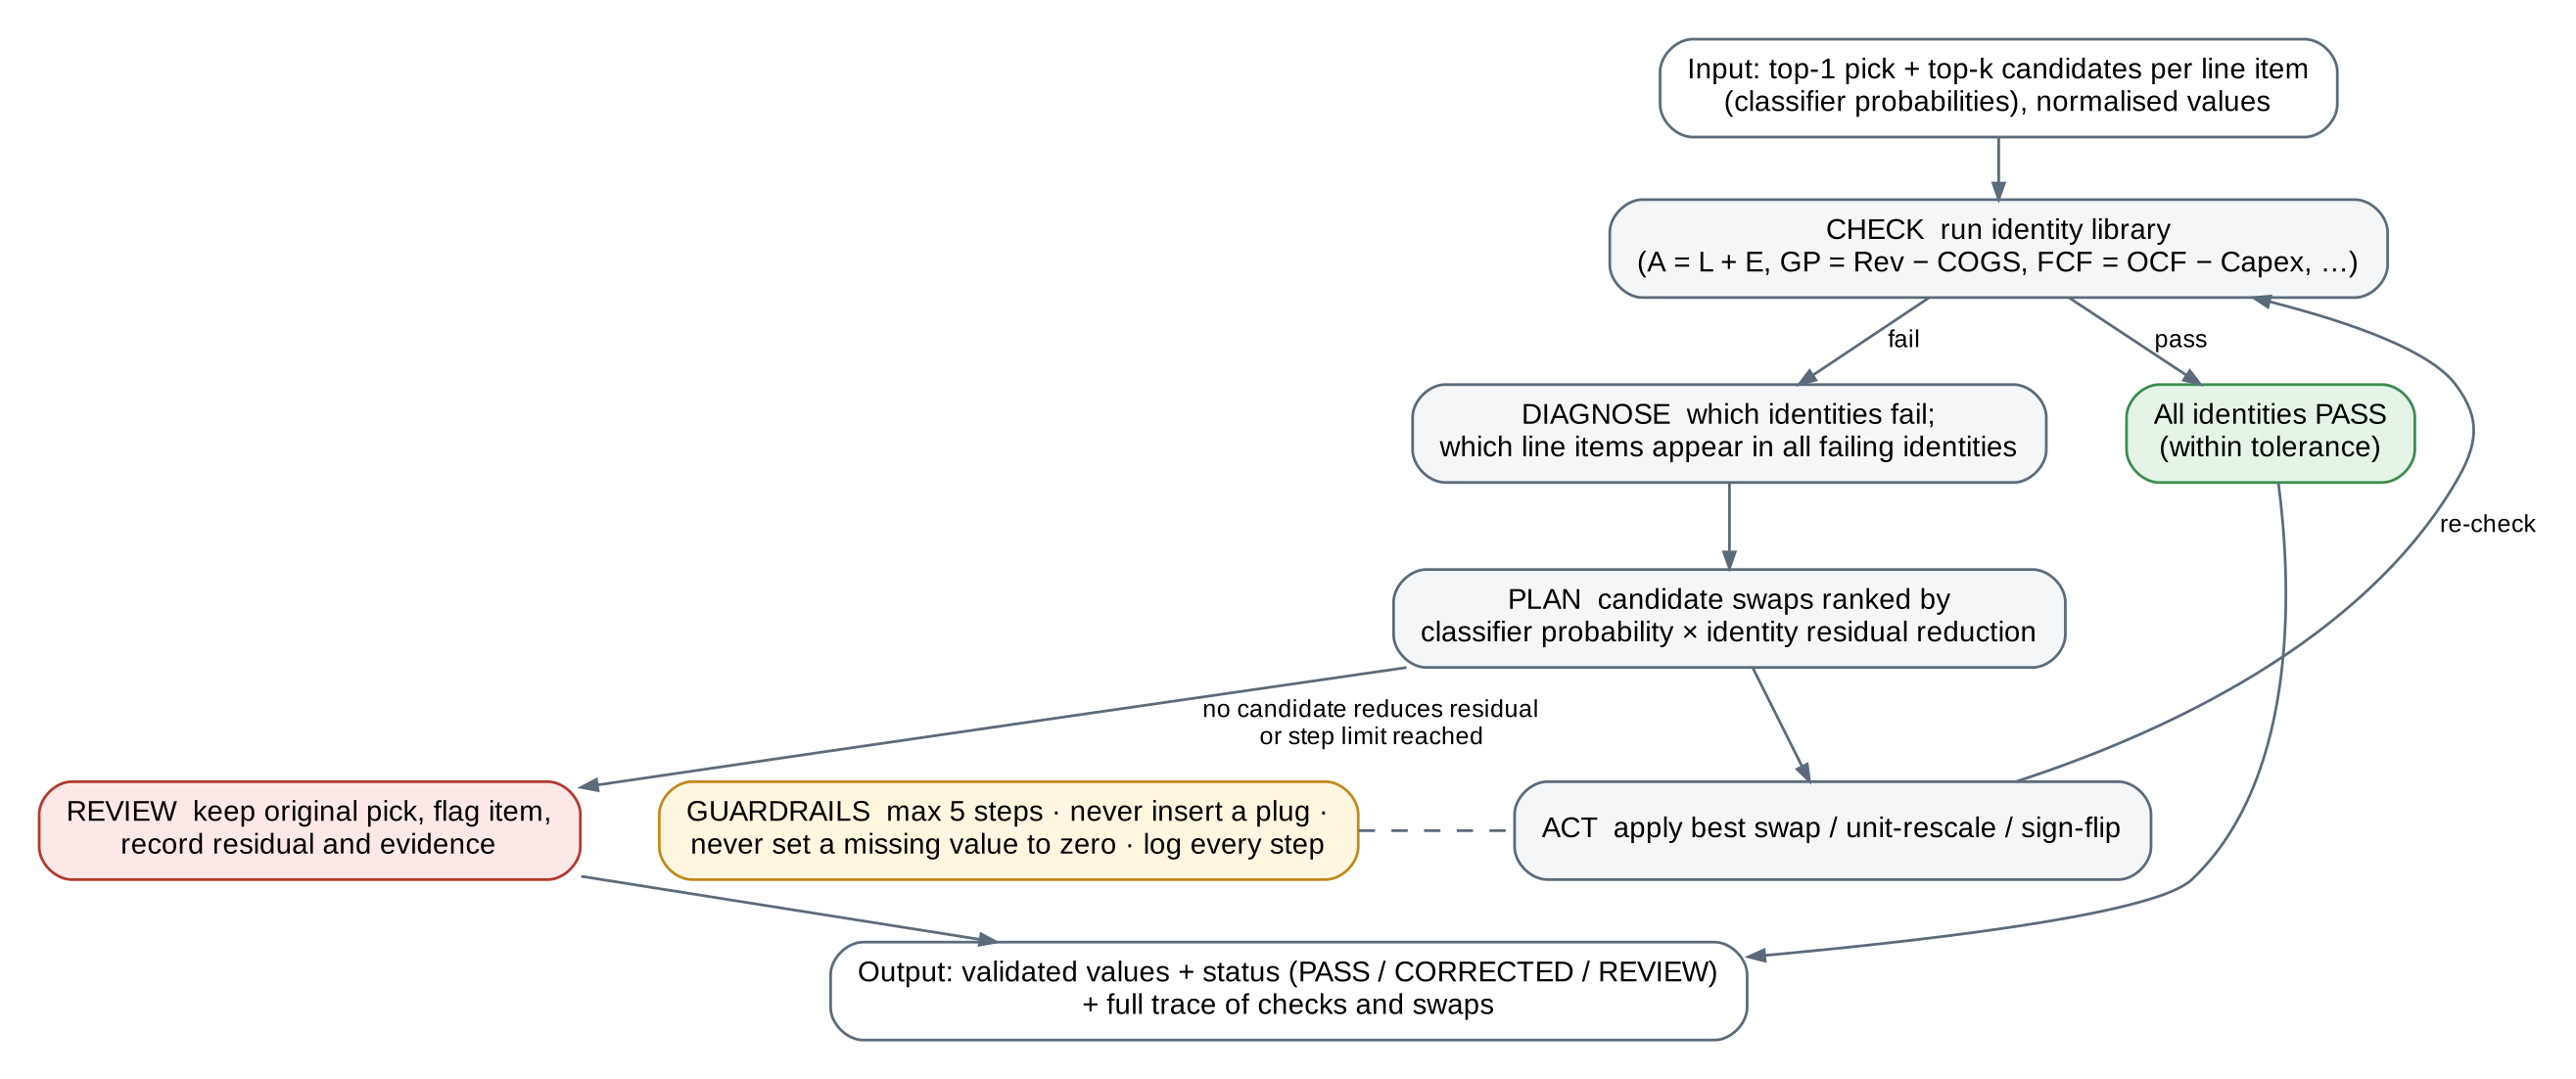 Input: top-1 pick + top-k candidates per line item
(classifier probabilities), normalised values
CHECK  run identity library
(A = L + E, GP = Rev − COGS, FCF = OCF − Capex, …)
fail
pass
DIAGNOSE  which identities fail;
which line items appear in all failing identities
All identities PASS
(within tolerance)
re-check
PLAN  candidate swaps ranked by
classifier probability × identity residual reduction
no candidate reduces residual
or step limit reached
REVIEW  keep original pick, flag item,
record residual and evidence
GUARDRAILS  max 5 steps · never insert a plug ·
never set a missing value to zero · log every step
ACT  apply best swap / unit-rescale / sign-flip
Output: validated values + status (PASS / CORRECTED / REVIEW)
+ full trace of checks and swaps